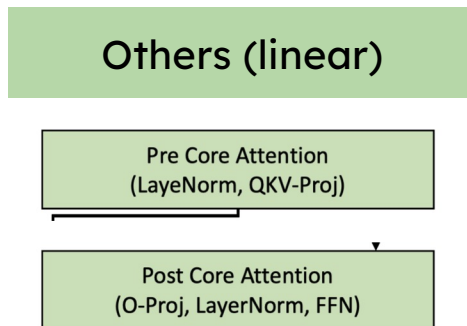 Others (linear)
Pre Core Attention
(LayeNorm, QKV-Proj)
Post Core Attention
(O-Proj, LayerNorm, FFN)